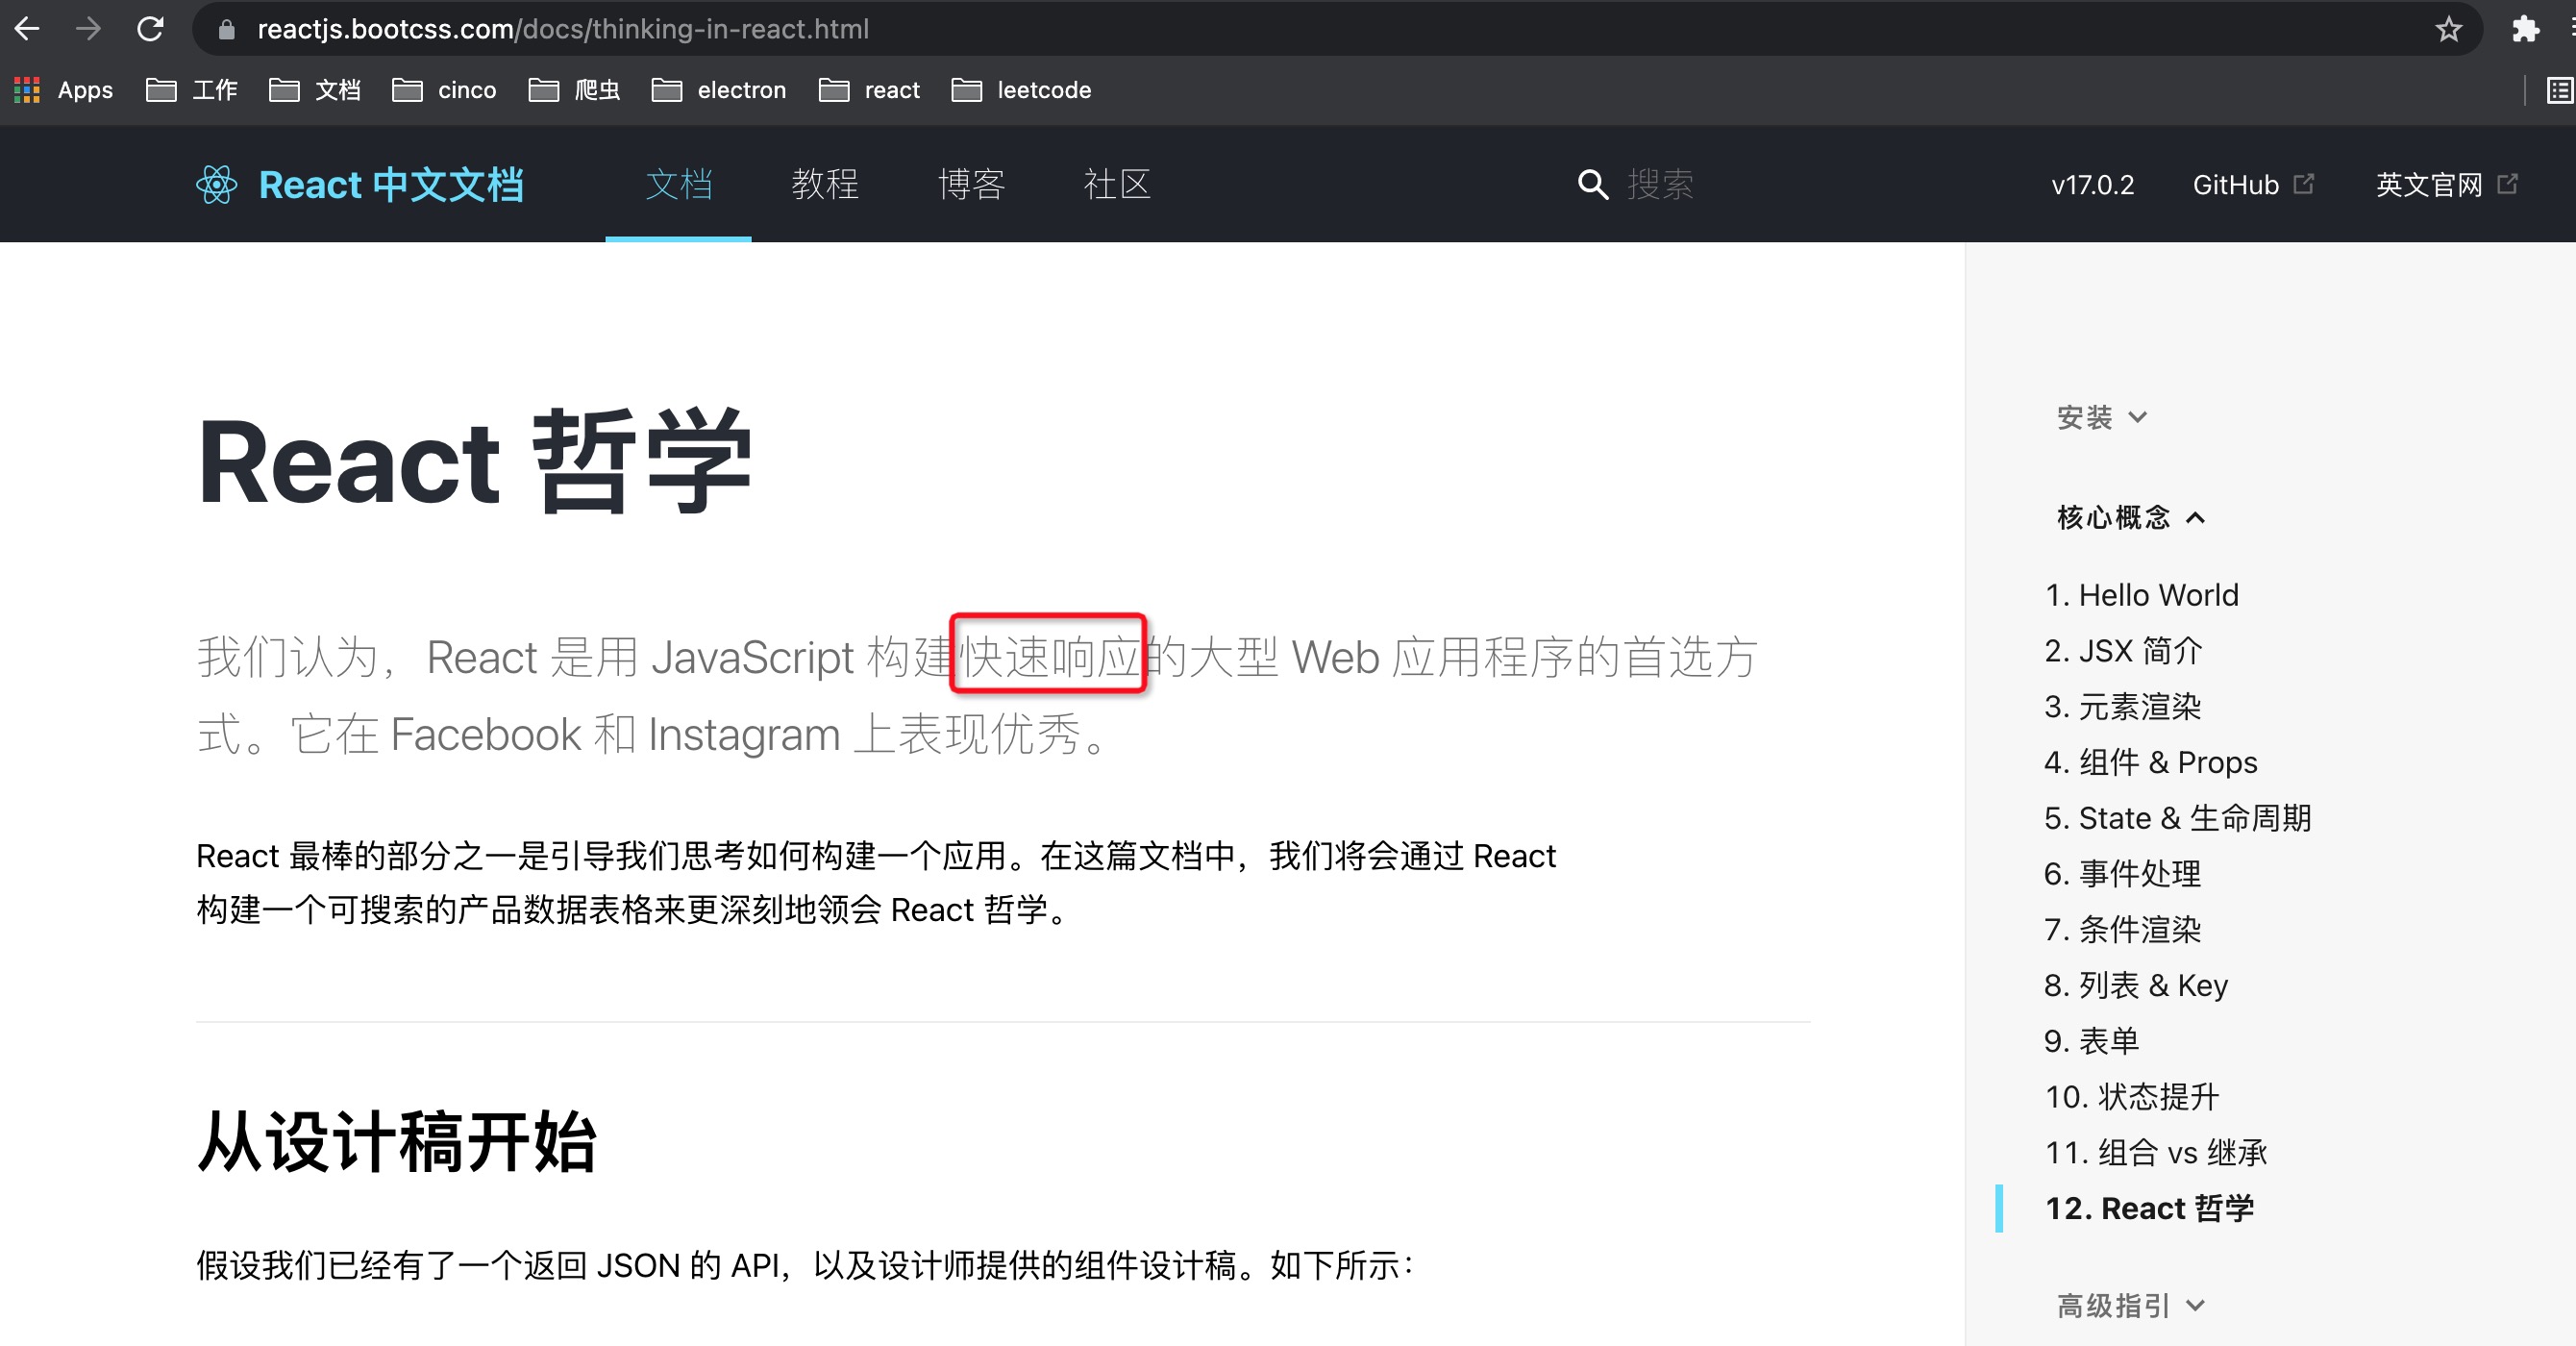 reactjs.bootcss.com/docs/thinking-in-react.html
Apps 工作 文档 cinco 爬虫 electron react leetcode
React 中文文档 文档 教程 博客 社区 搜索 v17.0.2 GitHub 英文官网
React 哲学
我们认为，React 是用 JavaScript 构建快速响应的大型 Web 应用程序的首选方
式。它在 Facebook 和 Instagram 上表现优秀。
React 最棒的部分之一是引导我们思考如何构建一个应用。在这篇文档中，我们将会通过 React
构建一个可搜索的产品数据表格来更深刻地领会 React 哲学。
从设计稿开始
假设我们已经有了一个返回 JSON 的 API，以及设计师提供的组件设计稿。如下所示：
安装
核心概念
1. Hello World
2. JSX 简介
3. 元素渲染
4. 组件 & Props
5. State & 生命周期
6. 事件处理
7. 条件渲染
8. 列表 & Key
9. 表单
10. 状态提升
11. 组合 vs 继承
12. React 哲学
高级指引